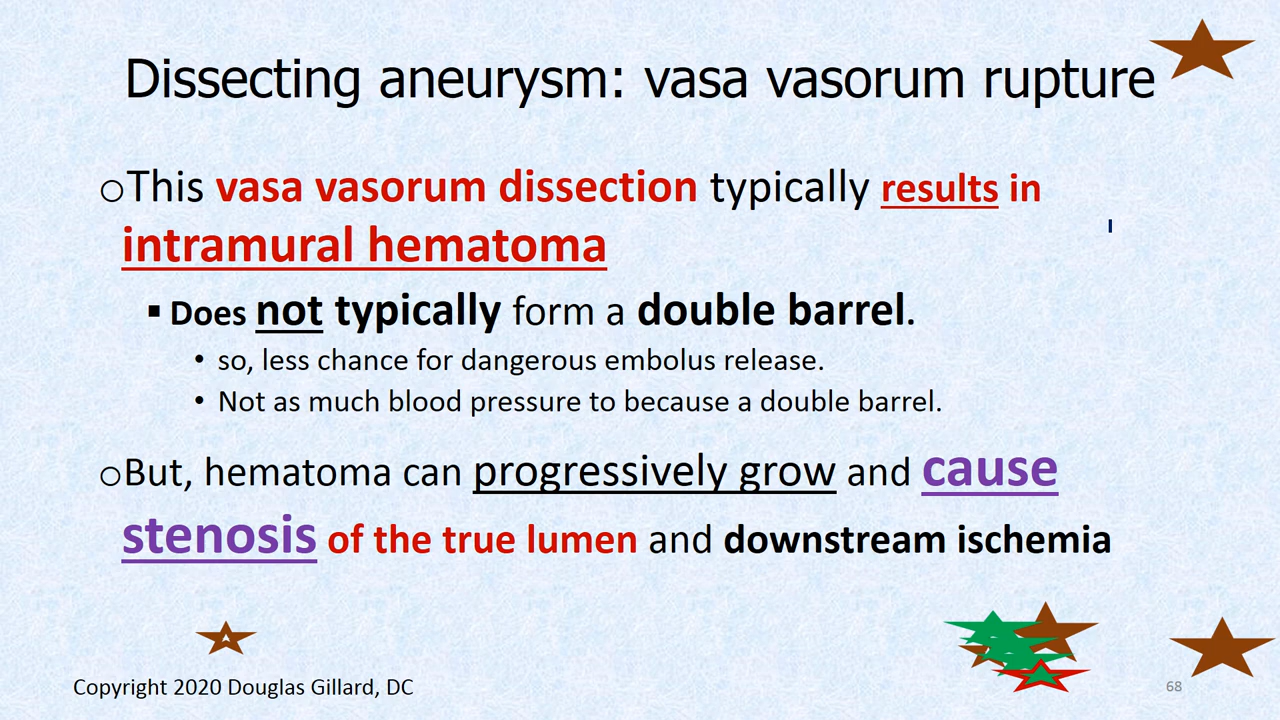 Dissecting aneurysm: vasa vasorum rupture
○This vasa vasorum dissection typically results in
intramural hematoma
▪ Does not typically form a double barrel.
• so, less chance for dangerous embolus release.
• Not as much blood pressure to because a double barrel.
○But, hematoma can progressively grow and cause
stenosis of the true lumen and downstream ischemia
Copyright 2020 Douglas Gillard, DC
68